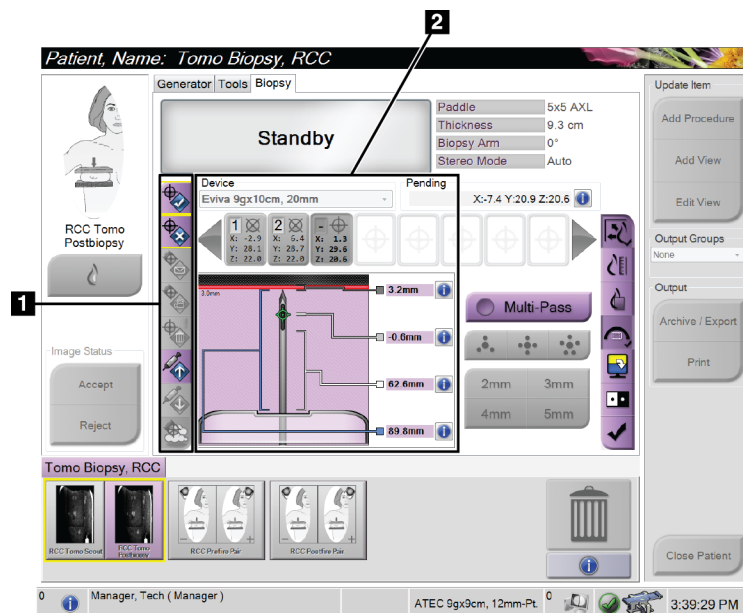 2
Patient, Name: Tomo Biopsy, RCC
Generator Tools Biopsy
Update Item
Standby
Paddle 5x5 AXL
Thickness 9.3 cm
Biopsy Arm 0°
Stereo Mode Auto
Add Procedure
Add View
Edit View
Device
Pending
Eviva 9gx10cm, 20mm
X:-7.4 Y:20.9 Z:20.6
1
X: -2.9
Y: 28.1
Z: 22.0
2
X: 6.4
Y: 28.7
Z: 22.0
-
X: 1.3
Y: 29.6
Z: 20.6
RCC Tomo
Postbiopsy
Output Groups
None
Output
Archive / Export
Print
1
3.0mm
3.2mm
-0.6mm
62.6mm
89.8mm
Multi-Pass
2mm 3mm
4mm 5mm
Image Status
Accept
Reject
Tomo Biopsy, RCC
RCC Tomo Scout
RCC Tomo
Postbiopsy
RCC Prefire Pair
RCC Postfire Pair
Close Patient
0
Manager, Tech ( Manager )
ATEC 9gx9cm, 12mm-Pt.
0
3:39:29 PM